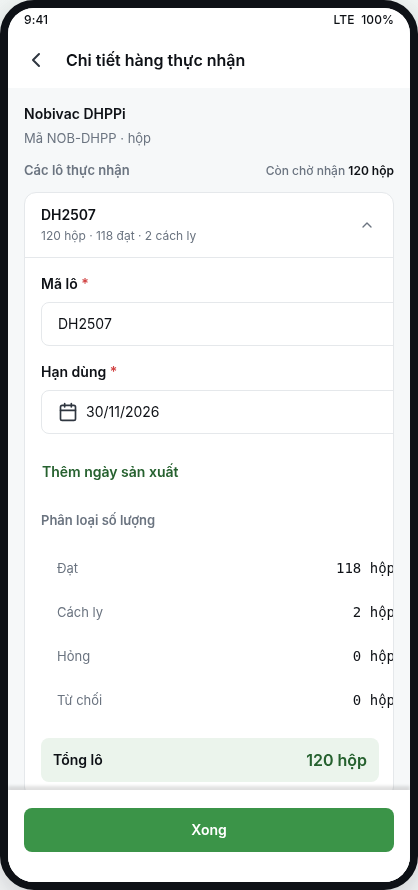 9:41 LTE 100%
Chi tiết hàng thực nhận
Nobivac DHPPi
Mã NOB-DHPP · hộp
Các lô thực nhận Còn chờ nhận 120 hộp
DH2507
120 hộp · 118 đạt · 2 cách ly
Mã lô *
DH2507
Hạn dùng *
30/11/2026
Thêm ngày sản xuất
Phân loại số lượng
Đạt 118 hộp
Cách ly 2 hộp
Hỏng 0 hộp
Từ chối 0 hộp
Tổng lô 120 hộp
Xong